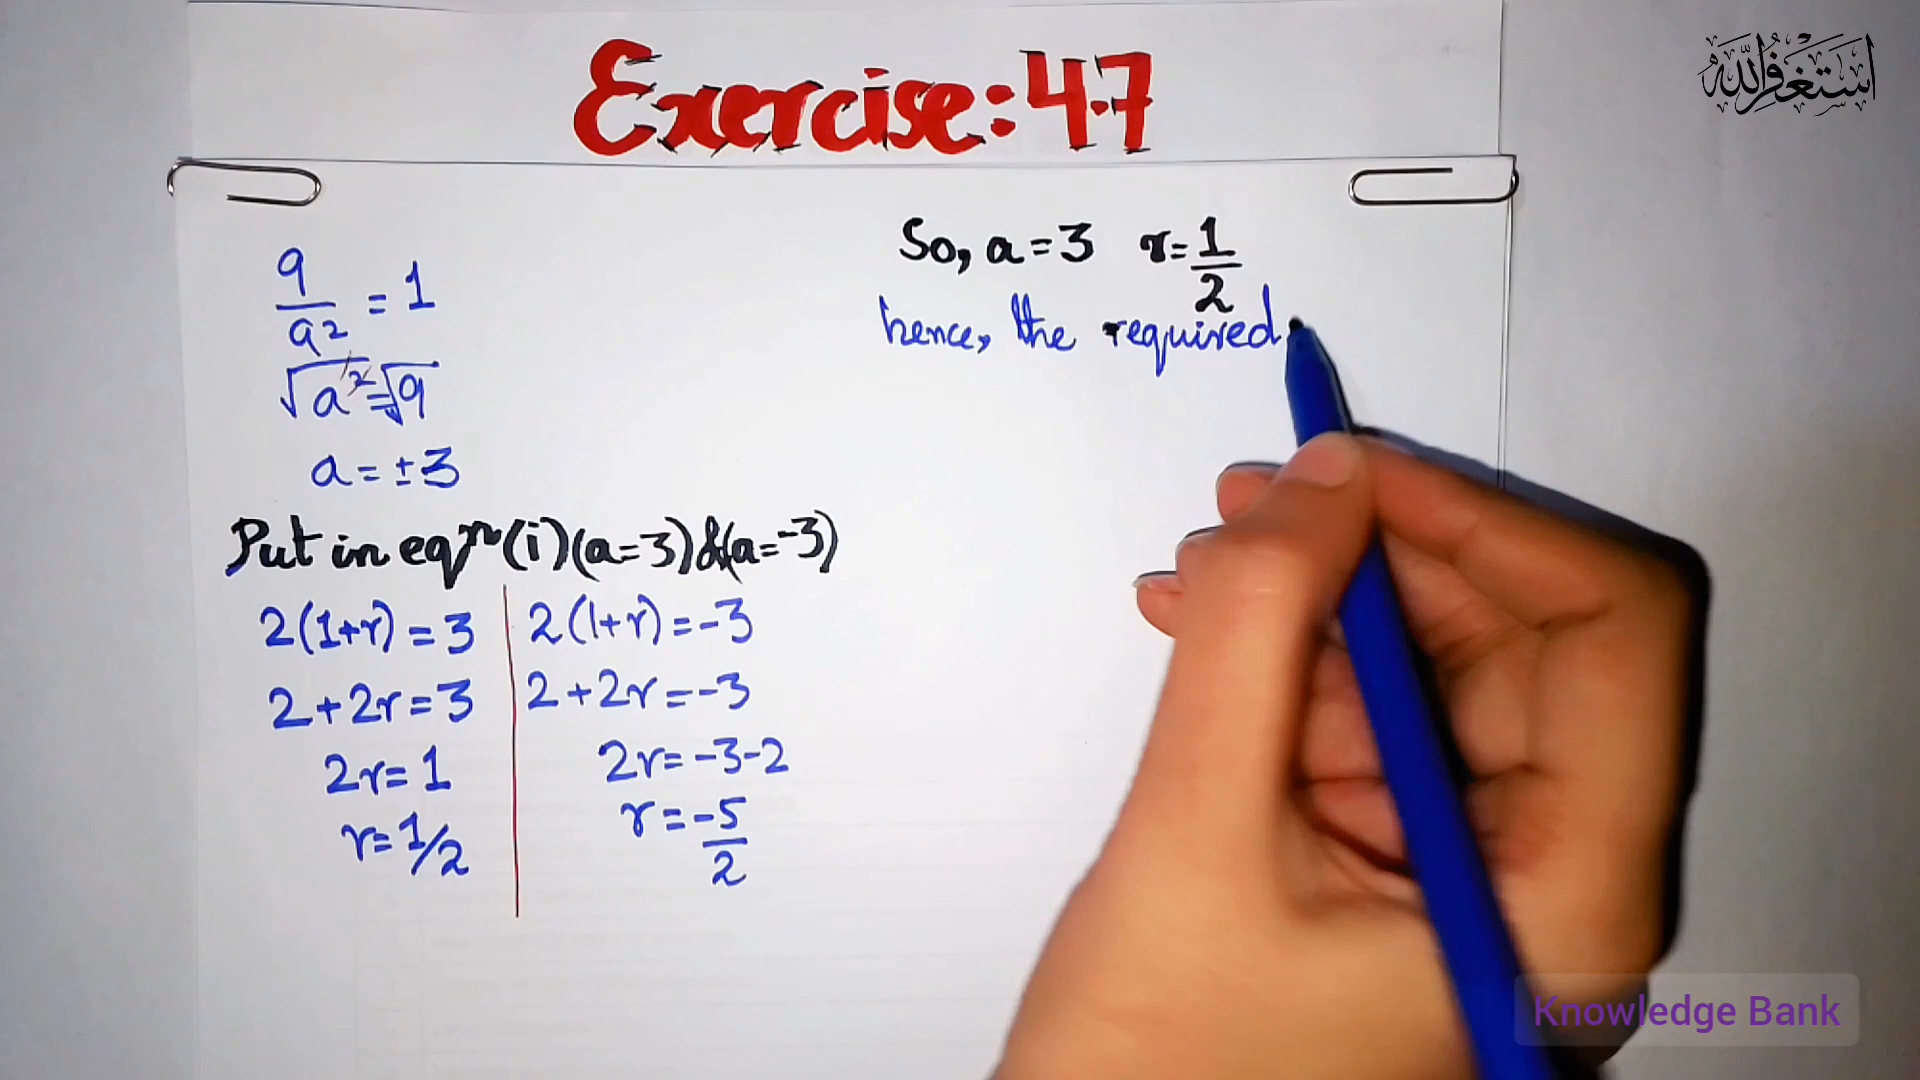 Exercise: 4.7
أستغفر الله
9/a² = 1
√a² = √9
a = ±3
Put in eqⁿ (i) (a=3) & (a=-3)
2(1+r) = 3
2+2r = 3
2r = 1
r = 1/2
2(1+r) = -3
2+2r = -3
2r = -3-2
r = -5/2
So, a = 3 r = 1/2
hence, the required
Knowledge Bank